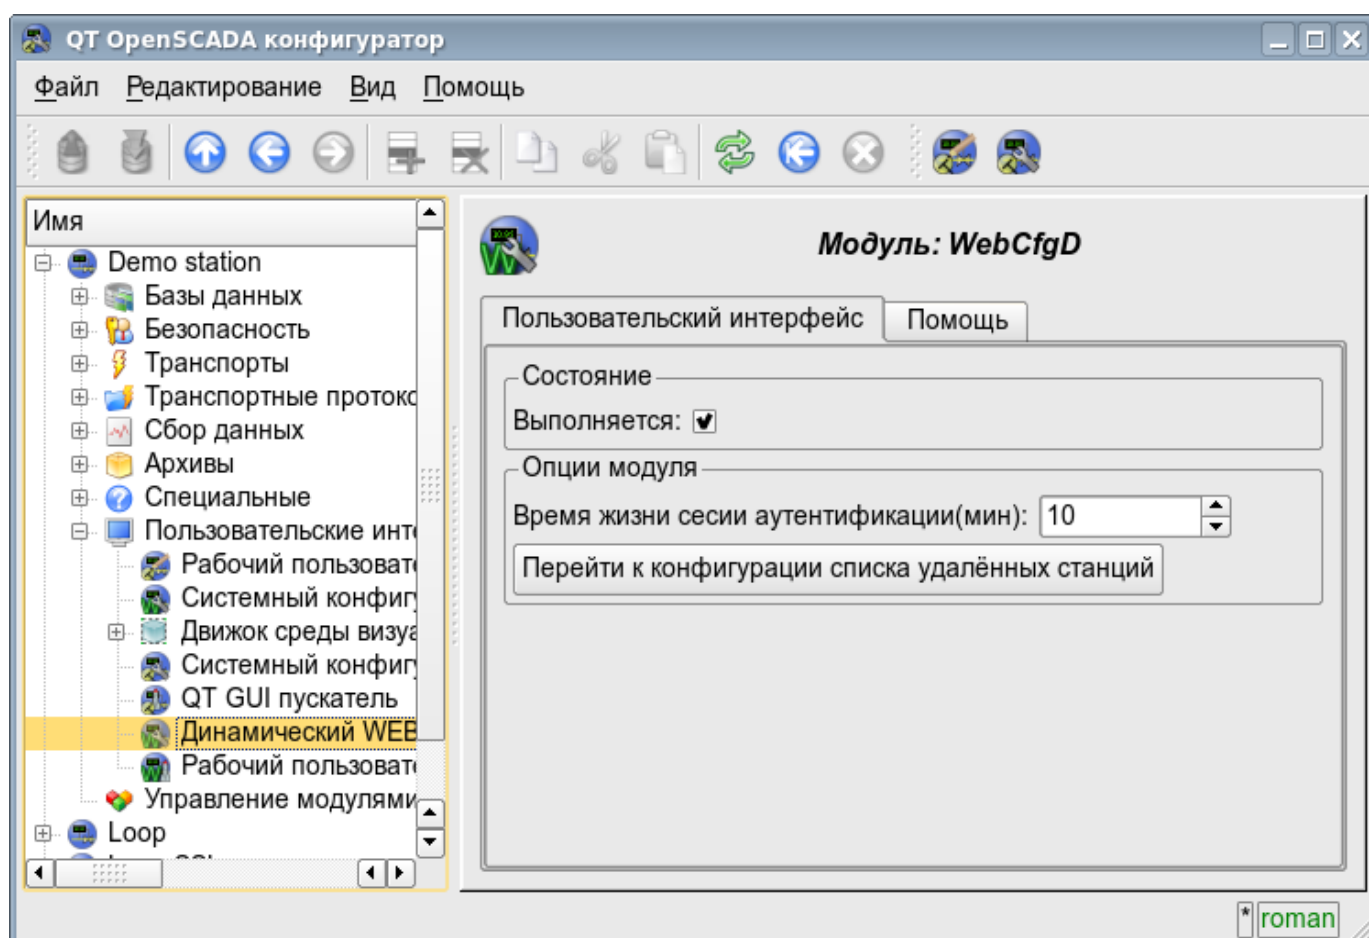 QT OpenSCADA конфигуратор
Файл Редактирование Вид Помощь
Имя
Demo station
Базы данных
Безопасность
Транспорты
Транспортные протоко
Сбор данных
Архивы
Специальные
Пользовательские инт
Рабочий пользоват
Системный конфиг
Движок среды визуа
Системный конфиг
QT GUI пускатель
Динамический WEB
Рабочий пользоват
Управление модулями
Loop
Модуль: WebCfgD
Пользовательский интерфейс Помощь
Состояние
Выполняется:
Опции модуля
Время жизни сесии аутентификации(мин): 10
Перейти к конфигурации списка удалённых станций
* roman